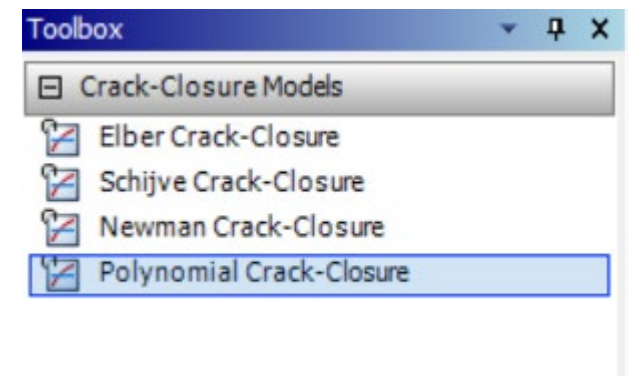 Toolbox
Crack-Closure Models
Elber Crack-Closure
Schijve Crack-Closure
Newman Crack-Closure
Polynomial Crack-Closure